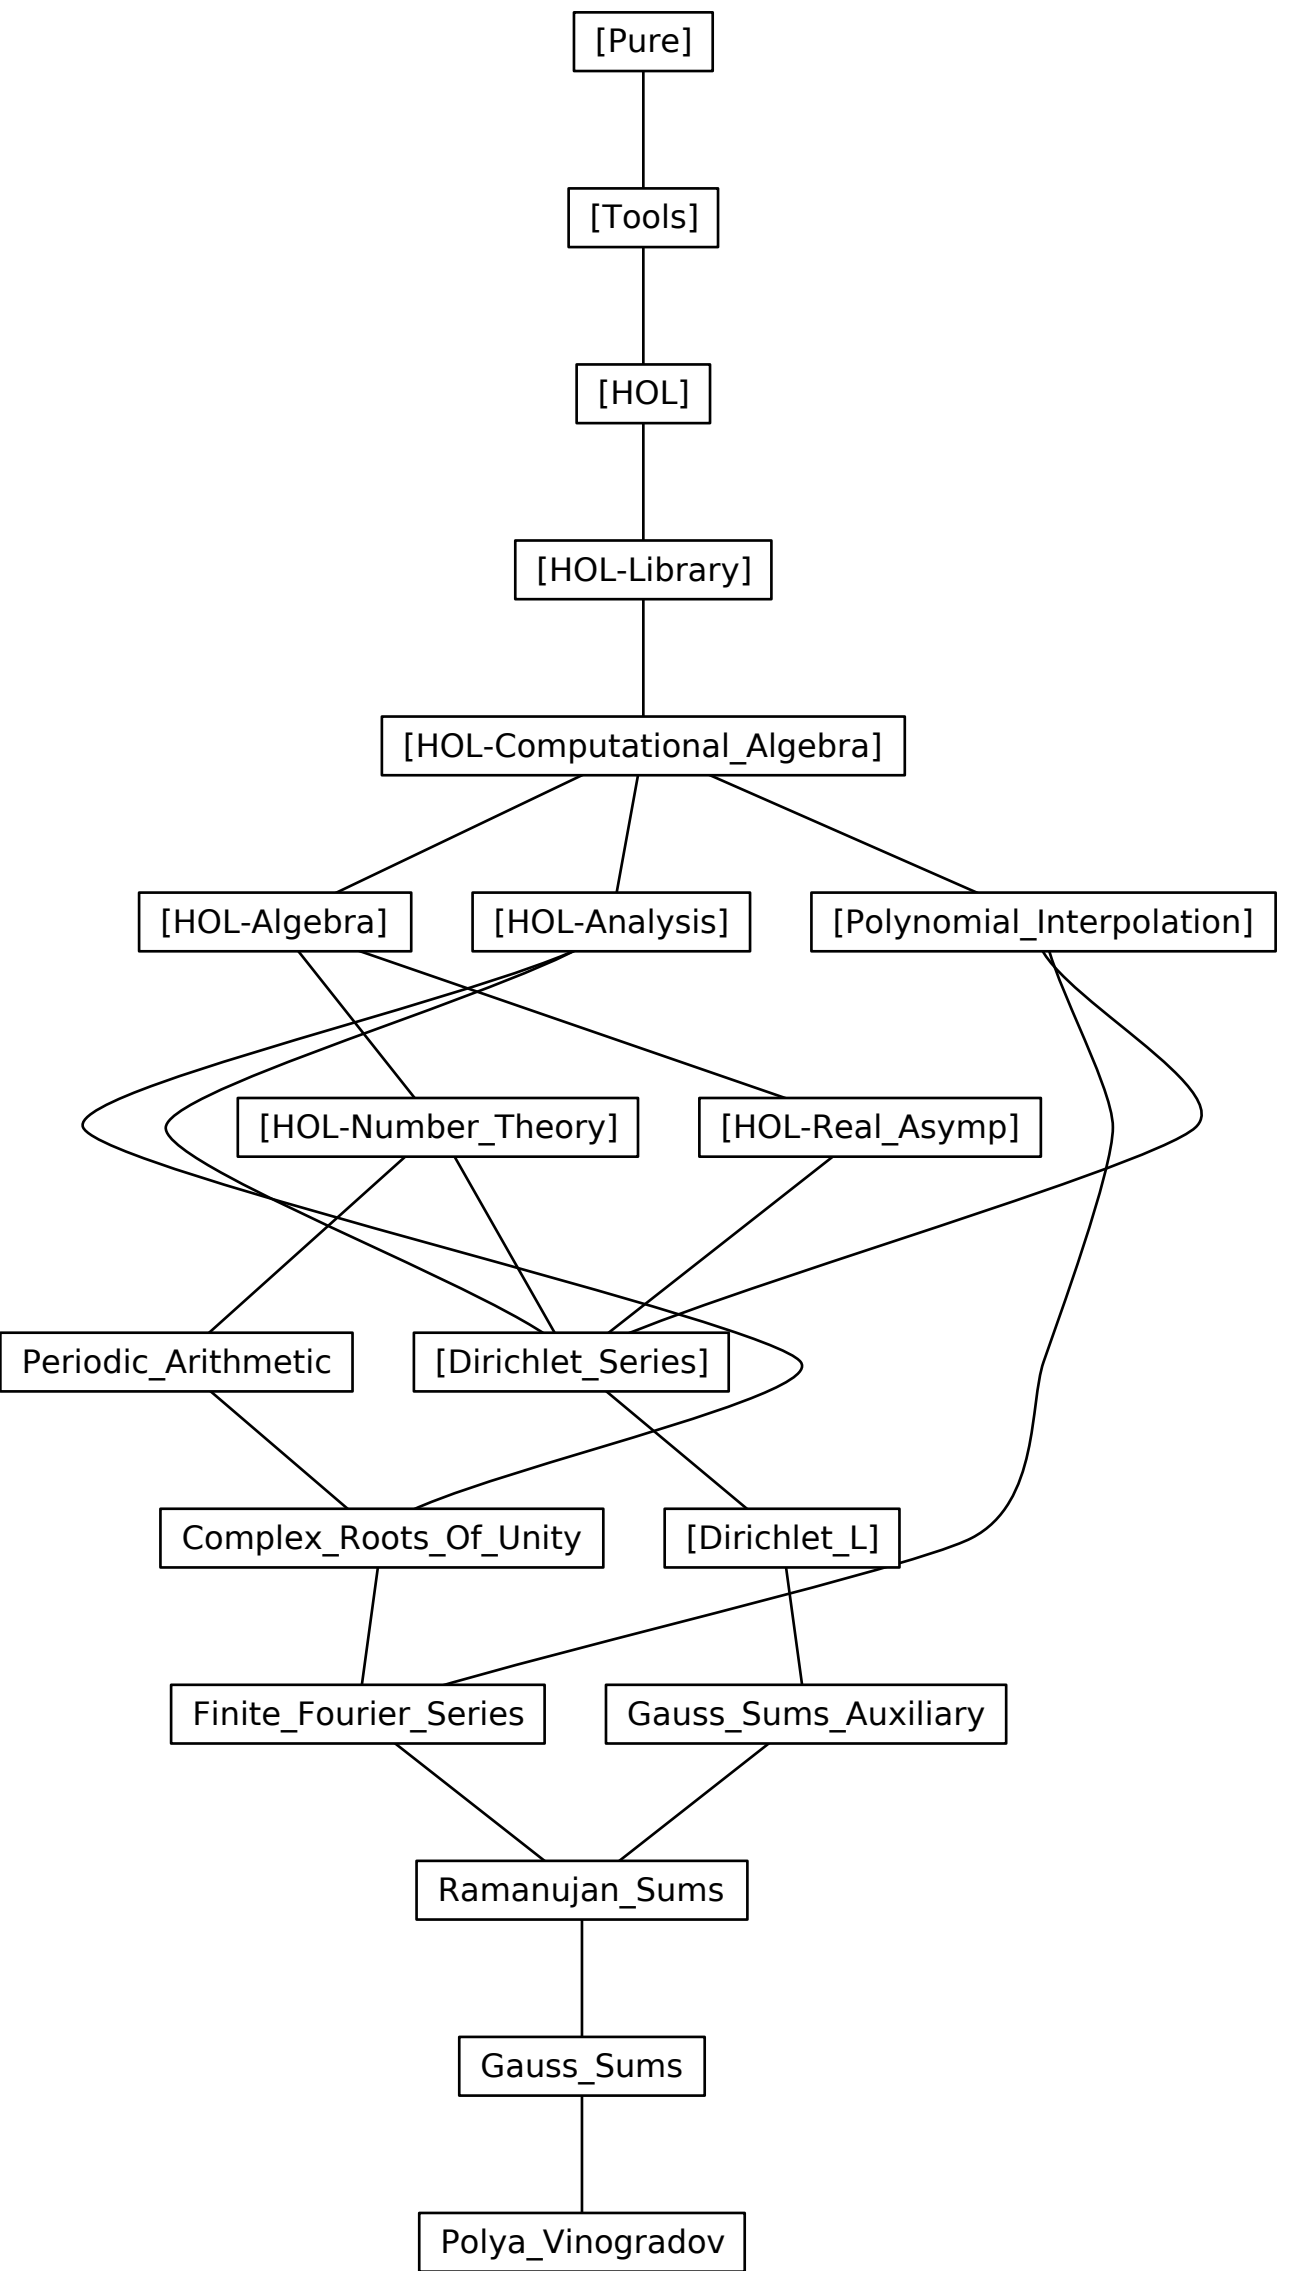 [Pure]
[Tools]
[HOL]
[HOL-Library]
[HOL-Computational_Algebra]
[HOL-Algebra]
[HOL-Analysis]
[Polynomial_Interpolation]
[HOL-Number_Theory]
[HOL-Real_Asymp]
Periodic_Arithmetic
[Dirichlet_Series]
Complex_Roots_Of_Unity
[Dirichlet_L]
Finite_Fourier_Series
Gauss_Sums_Auxiliary
Ramanujan_Sums
Gauss_Sums
Polya_Vinogradov